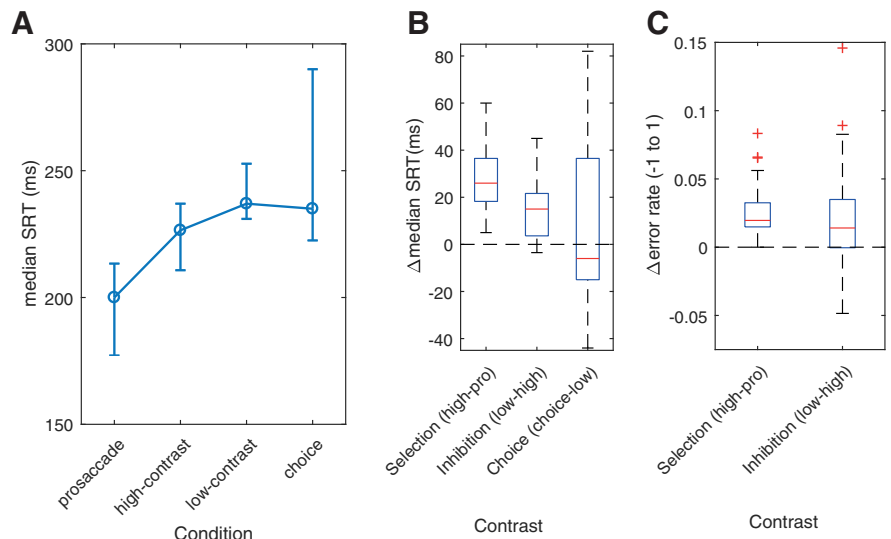 A
median SRT (ms)
300
250
200
150
prosaccade
high-contrast
low-contrast
choice
Condition
B
Δmedian SRT(ms)
80
60
40
20
0
-20
-40
Selection (high-pro)
Inhibition (low-high)
Choice (choice-low)
Contrast
C
Δerror rate (-1 to 1)
0.15
0.1
0.05
0
-0.05
Selection (high-pro)
Inhibition (low-high)
Contrast